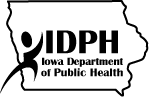 IDPH
Iowa Department
of Public Health